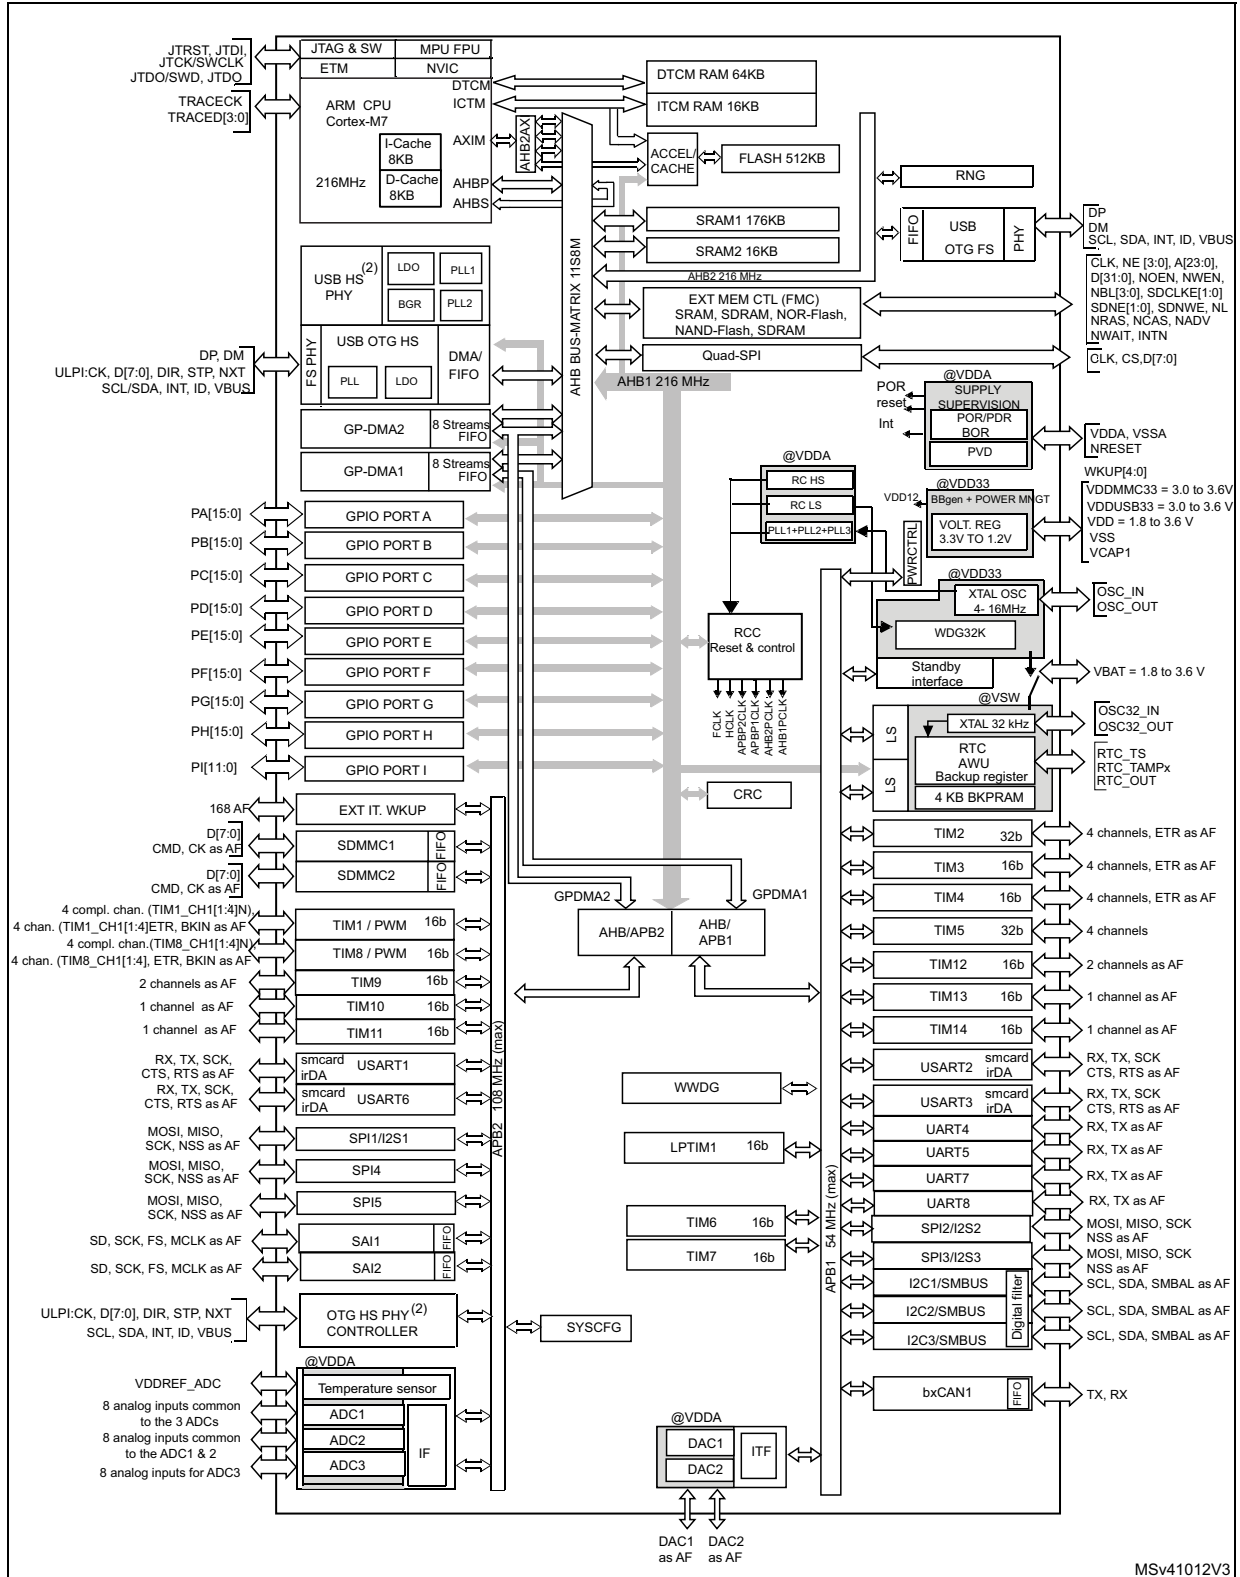 JTRST, JTDI,
JTCK/SWCLK
JTDO/SWD, JTDO
TRACECK
TRACED[3:0]
JTAG & SW
MPU FPU
ETM
NVIC
DTCM
ICTM
ARM CPU
Cortex-M7
AXIM
I-Cache
8KB
216MHz
D-Cache
8KB
AHBP
AHBS
AHB2AX
DTCM RAM 64KB
ITCM RAM 16KB
ACCEL/
CACHE
FLASH 512KB
SRAM1 176KB
SRAM2 16KB
AHB2 216 MHz
EXT MEM CTL (FMC)
SRAM, SDRAM, NOR-Flash,
NAND-Flash, SDRAM
Quad-SPI
AHB BUS-MATRIX 11S8M
AHB1 216 MHz
RNG
FIFO
USB
OTG FS
PHY
DP
DM
SCL, SDA, INT, ID, VBUS
CLK, NE [3:0], A[23:0],
D[31:0], NOEN, NWEN,
NBL[3:0], SDCLKE[1:0]
SDNE[1:0], SDNWE, NL
NRAS, NCAS, NADV
NWAIT, INTN
CLK, CS,D[7:0]
USB HS(2)
PHY
LDO
PLL1
BGR
PLL2
DP, DM
ULPI:CK, D[7:0], DIR, STP, NXT
SCL/SDA, INT, ID, VBUS
FS PHY
USB OTG HS
PLL
LDO
DMA/
FIFO
GP-DMA2
8 Streams
FIFO
GP-DMA1
8 Streams
FIFO
@VDDA
POR
reset
Int
SUPPLY
SUPERVISION
POR/PDR
BOR
PVD
VDDA, VSSA
NRESET
WKUP[4:0]
@VDDA
RC HS
RC LS
PLL1+PLL2+PLL3
@VDD33
VDD12
BBgen + POWER MNGT
VOLT. REG
3.3V TO 1.2V
VDDMMC33 = 3.0 to 3.6V
VDDUSB33 = 3.0 to 3.6 V
VDD = 1.8 to 3.6 V
VSS
VCAP1
PWRCTRL
@VDD33
XTAL OSC
4- 16MHz
OSC_IN
OSC_OUT
WDG32K
Standby
interface
VBAT = 1.8 to 3.6 V
@VSW
LS
LS
XTAL 32 kHz
OSC32_IN
OSC32_OUT
RTC
AWU
Backup register
4 KB BKPRAM
RTC_TS
RTC_TAMPx
RTC_OUT
RCC
Reset & control
FCLK
HCLK
APBP2CLK
APBP1CLK
AHB2PCLK
AHB1PCLK
CRC
PA[15:0]
GPIO PORT A
PB[15:0]
GPIO PORT B
PC[15:0]
GPIO PORT C
PD[15:0]
GPIO PORT D
PE[15:0]
GPIO PORT E
PF[15:0]
GPIO PORT F
PG[15:0]
GPIO PORT G
PH[15:0]
GPIO PORT H
PI[11:0]
GPIO PORT I
168 AF
EXT IT. WKUP
D[7:0]
CMD, CK as AF
SDMMC1
FIFO
D[7:0]
CMD, CK as AF
SDMMC2
FIFO
4 compl. chan. (TIM1_CH1[1:4]N),
4 chan. (TIM1_CH1[1:4]ETR, BKIN as AF
TIM1 / PWM
16b
4 compl. chan.(TIM8_CH1[1:4]N),
4 chan. (TIM8_CH1[1:4], ETR, BKIN as AF
TIM8 / PWM
16b
2 channels as AF
TIM9
16b
1 channel as AF
TIM10
16b
1 channel as AF
TIM11
16b
RX, TX, SCK,
CTS, RTS as AF
smcard
irDA
USART1
RX, TX, SCK,
CTS, RTS as AF
smcard
irDA
USART6
MOSI, MISO,
SCK, NSS as AF
SPI1/I2S1
MOSI, MISO,
SCK, NSS as AF
SPI4
MOSI, MISO,
SCK, NSS as AF
SPI5
SD, SCK, FS, MCLK as AF
SAI1
FIFO
SD, SCK, FS, MCLK as AF
SAI2
FIFO
ULPI:CK, D[7:0], DIR, STP, NXT
SCL, SDA, INT, ID, VBUS
OTG HS PHY(2)
CONTROLLER
@VDDA
VDDREF_ADC
Temperature sensor
8 analog inputs common
to the 3 ADCs
ADC1
8 analog inputs common
to the ADC1 & 2
ADC2
8 analog inputs for ADC3
ADC3
IF
APB2 108 MHz (max)
SYSCFG
GPDMA2
GPDMA1
AHB/APB2
AHB/
APB1
WWDG
LPTIM1
16b
TIM6
16b
TIM7
16b
@VDDA
DAC1
DAC2
ITF
DAC1
as AF
DAC2
as AF
APB1 54 MHz (max)
TIM2
32b
4 channels, ETR as AF
TIM3
16b
4 channels, ETR as AF
TIM4
16b
4 channels, ETR as AF
TIM5
32b
4 channels
TIM12
16b
2 channels as AF
TIM13
16b
1 channel as AF
TIM14
16b
1 channel as AF
USART2
smcard
irDA
RX, TX, SCK
CTS, RTS as AF
USART3
smcard
irDA
RX, TX, SCK
CTS, RTS as AF
UART4
RX, TX as AF
UART5
RX, TX as AF
UART7
RX, TX as AF
UART8
RX, TX as AF
SPI2/I2S2
MOSI, MISO, SCK
NSS as AF
SPI3/I2S3
MOSI, MISO, SCK
NSS as AF
I2C1/SMBUS
SCL, SDA, SMBAL as AF
I2C2/SMBUS
SCL, SDA, SMBAL as AF
I2C3/SMBUS
SCL, SDA, SMBAL as AF
Digital filter
bxCAN1
FIFO
TX, RX
MSv41012V3